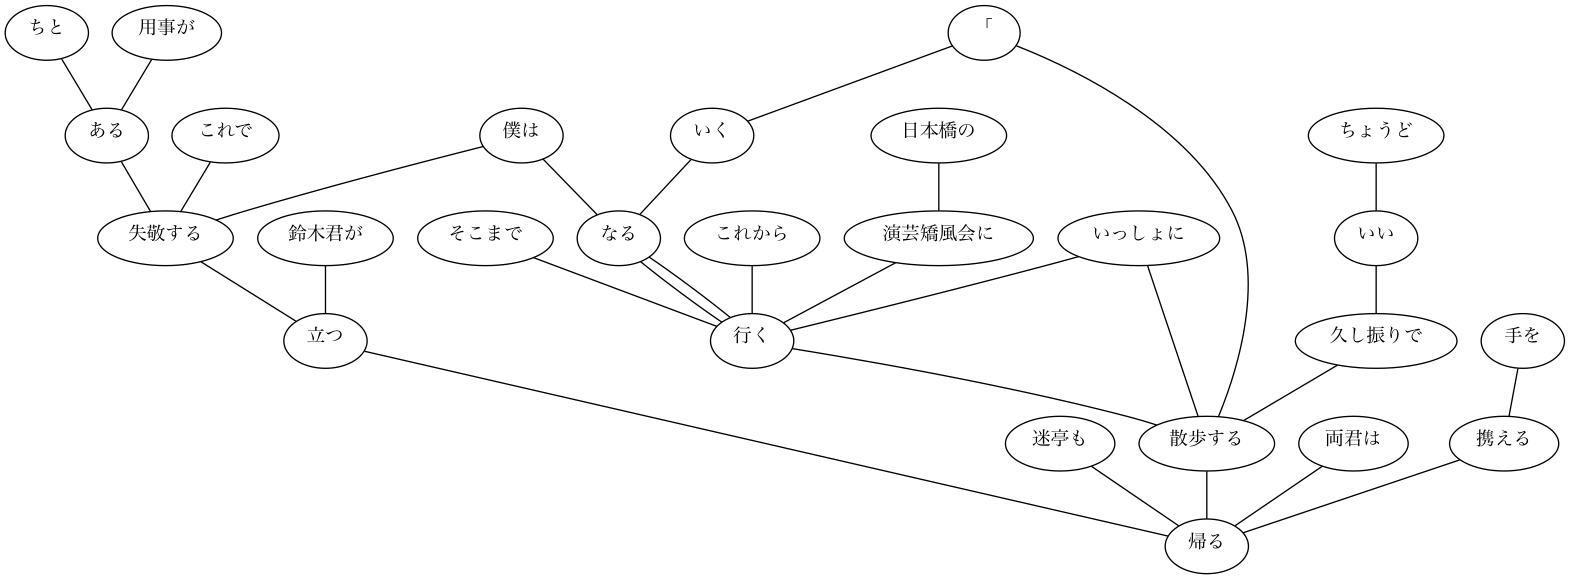 ちと
用事が
「
ある
これで
僕は
いく
日本橋の
ちょうど
失敬する
鈴木君が
そこまで
なる
これから
演芸矯風会に
いっしょに
いい
立つ
行く
久し振りで
手を
迷亭も
散歩する
両君は
携える
帰る